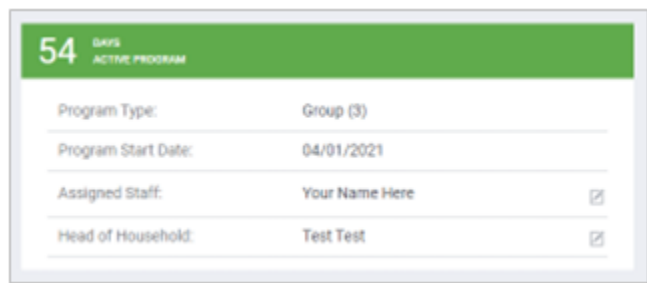 54 DAYS
ACTIVE PROGRAM
Program Type: Group (3)
Program Start Date: 04/01/2021
Assigned Staff: Your Name Here
Head of Household: Test Test